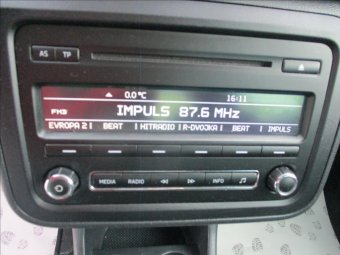 AS TP
0.0 °C 16:11
FM3 IMPULS 87.6 MHz
EVROPA 2 | BEAT | HITRADIO | R-DVOJKA | BEAT | IMPULS
MEDIA RADIO INFO